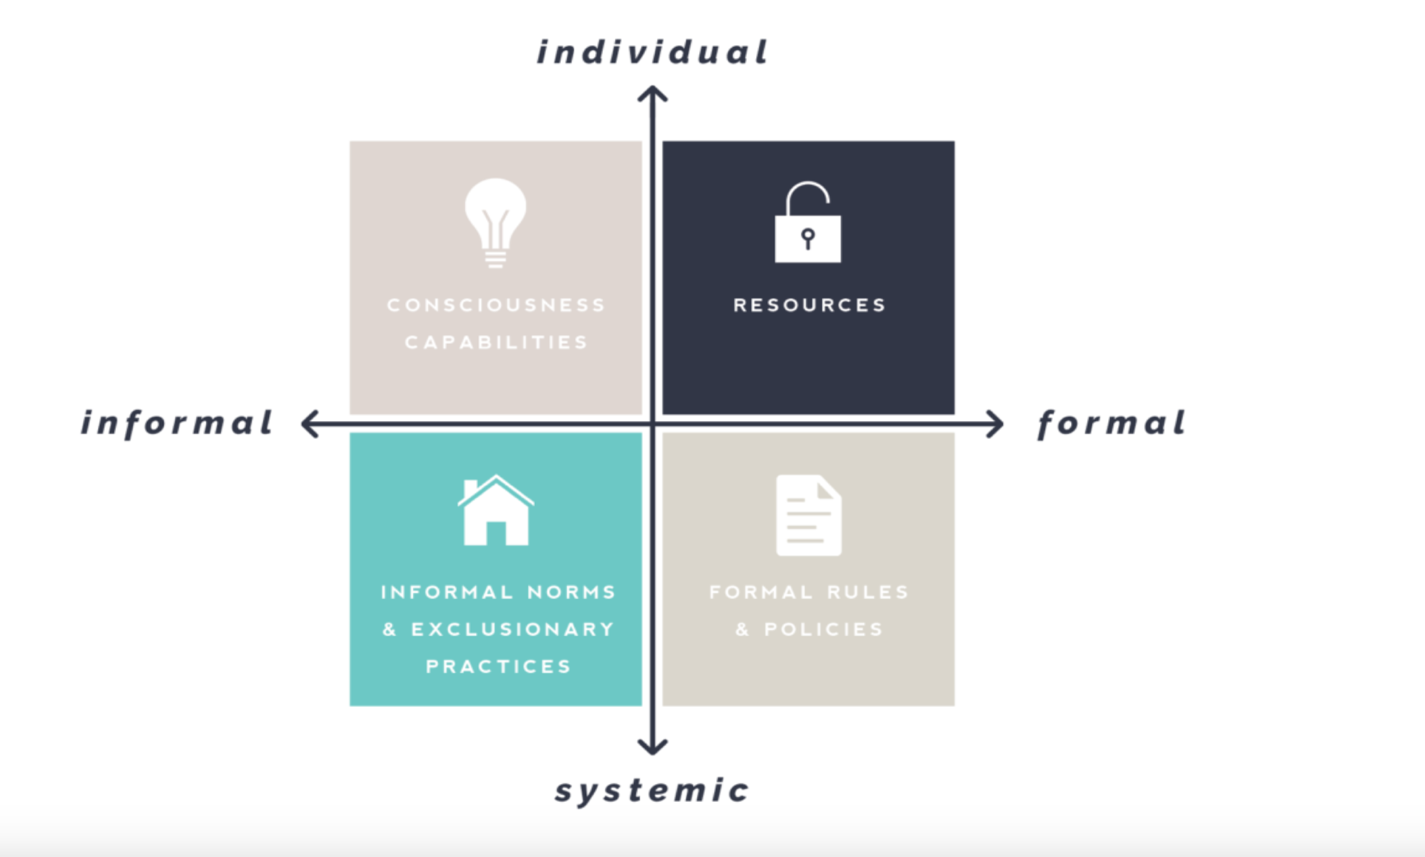 individual
CONSCIOUSNESS
CAPABILITIES
RESOURCES
informal
formal
INFORMAL NORMS
& EXCLUSIONARY
PRACTICES
FORMAL RULES
& POLICIES
systemic